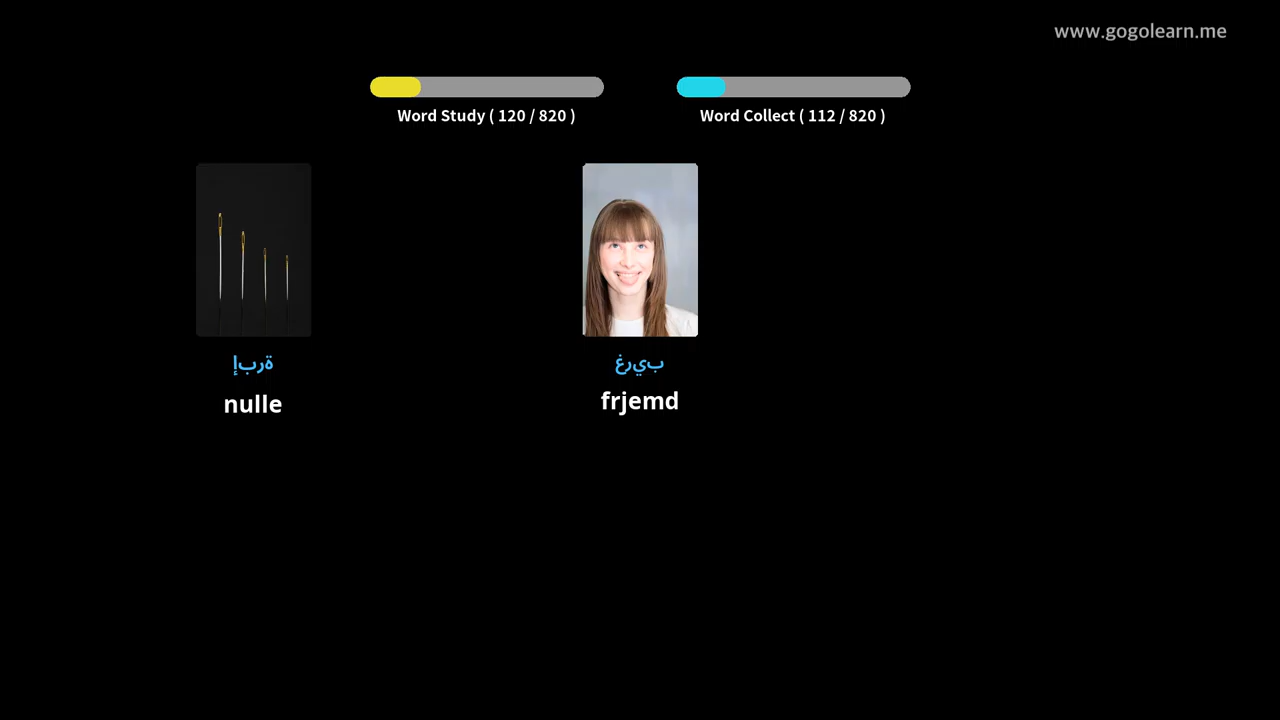 www.gogolearn.me
Word Study ( 120 / 820 )
Word Collect ( 112 / 820 )
ةربإ
nulle
بيرغ
frjemd